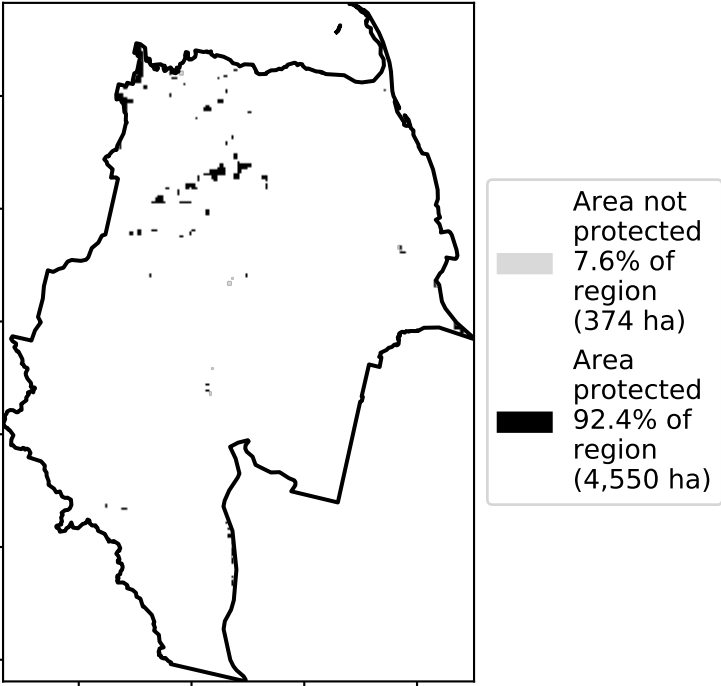 Area not
protected
7.6% of
region
(374 ha)
Area
protected
92.4% of
region
(4,550 ha)